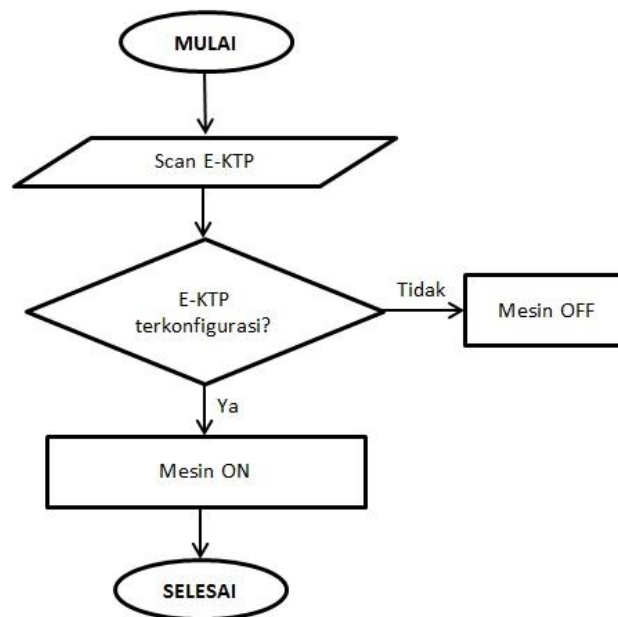 MULAI
Scan E-KTP
E-KTP
terkonfigurasi?
Tidak
Mesin OFF
Ya
Mesin ON
SELESAI